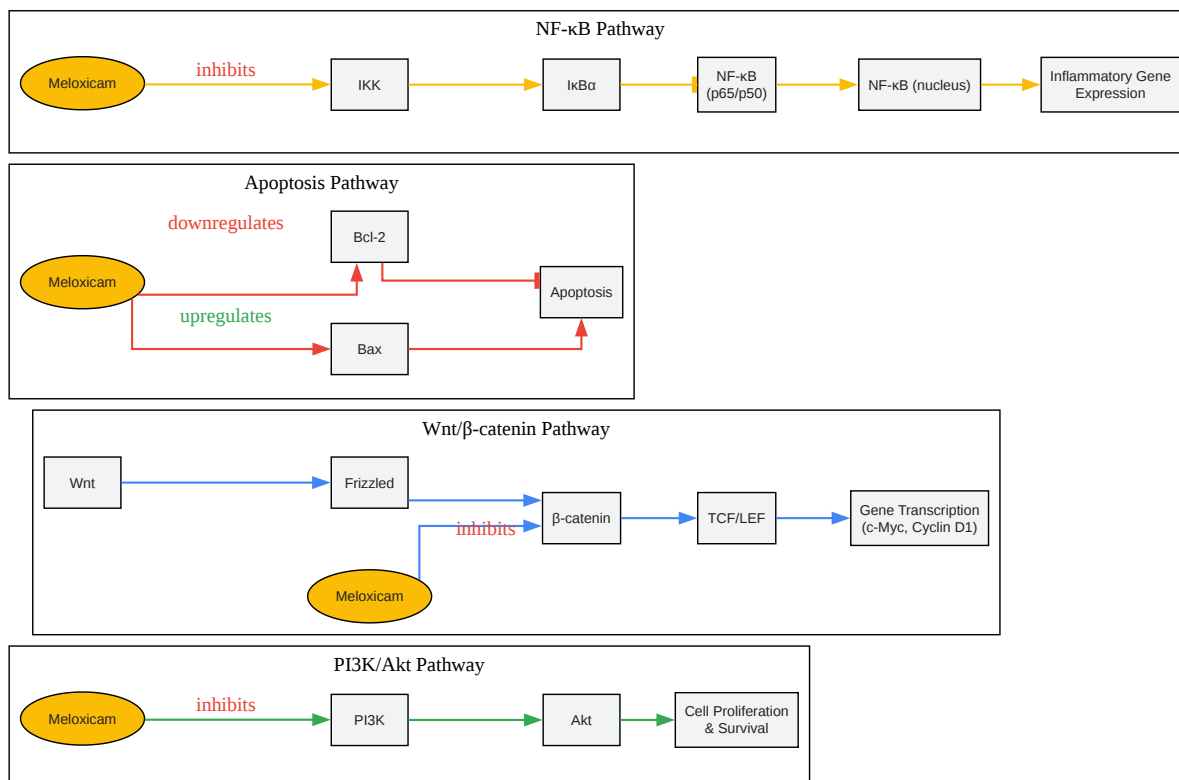 NF-κB Pathway
Meloxicam
inhibits
IKK
IκBα
NF-κB
(p65/p50)
NF-κB (nucleus)
Inflammatory Gene
Expression
Apoptosis Pathway
downregulates
Bcl-2
Meloxicam
Apoptosis
upregulates
Bax
Wnt/β-catenin Pathway
Wnt
Frizzled
inhibits
β-catenin
TCF/LEF
Gene Transcription
(c-Myc, Cyclin D1)
Meloxicam
PI3K/Akt Pathway
Meloxicam
inhibits
PI3K
Akt
Cell Proliferation
& Survival